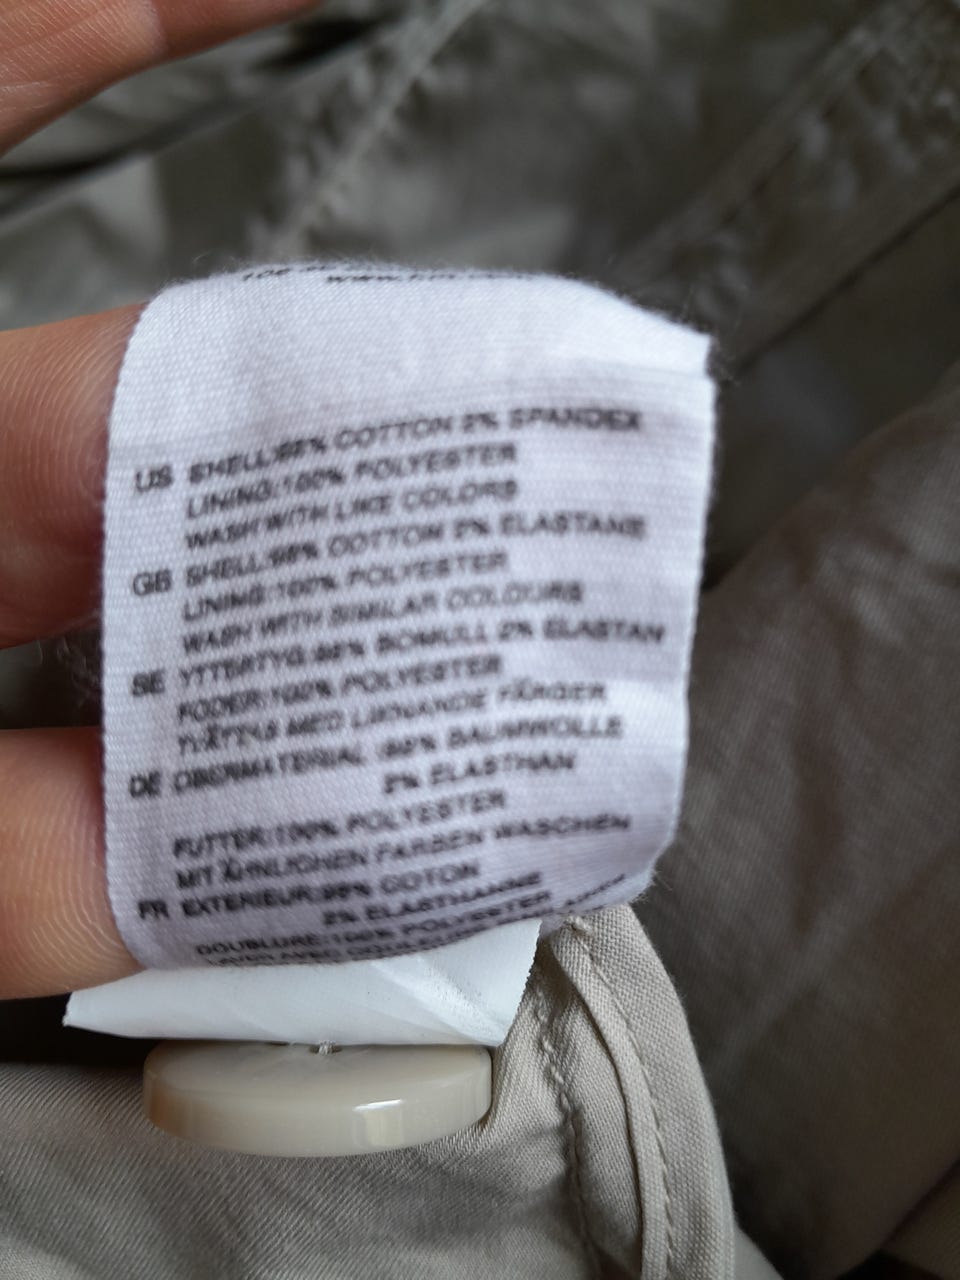 US SHELL:98% COTTON 2% SPANDEX
LINING:100% POLYESTER
WASH WITH LIKE COLORS
GB SHELL:98% COTTON 2% ELASTANE
LINING:100% POLYESTER
WASH WITH SIMILAR COLOURS
SE YTTERTYG:98% BOMULL 2% ELASTAN
FODER:100% POLYESTER
TVÄTTAS MED LIKNANDE FÄRGER
DE OBERMATERIAL :98% BAUMWOLLE
2% ELASTHAN
FUTTER:100% POLYESTER
MIT ÄHNLICHEN FARBEN WASCHEN
FR EXTERIEUR:98% COTON
2% ELASTHANNE
DOUBLURE:100% POLYESTER